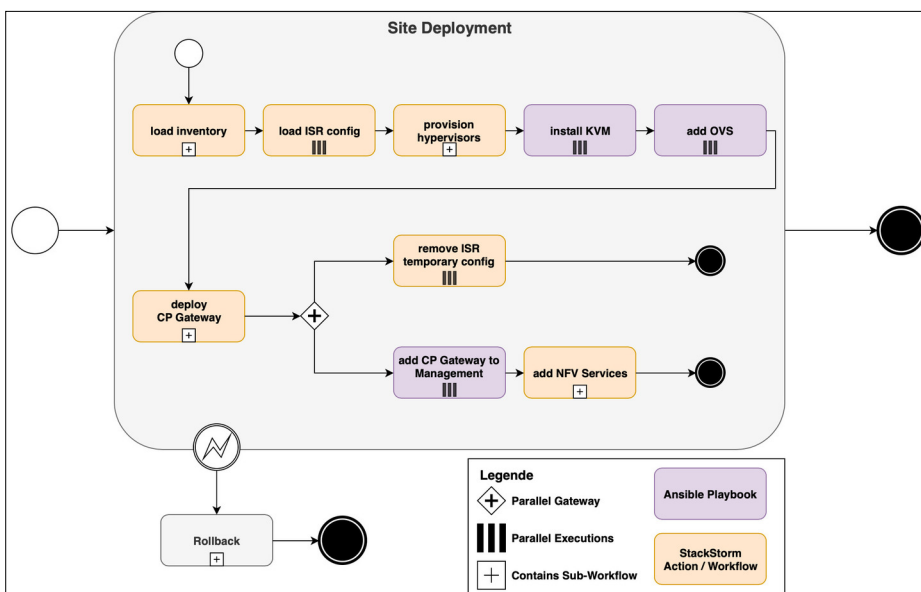 Site Deployment
load inventory
load ISR config
provision
hypervisors
install KVM
add OVS
remove ISR
temporary config
deploy
CP Gateway
add CP Gateway to
Management
add NFV Services
Rollback
Legende
Parallel Gateway
Parallel Executions
Contains Sub-Workflow
Ansible Playbook
StackStorm
Action / Workflow